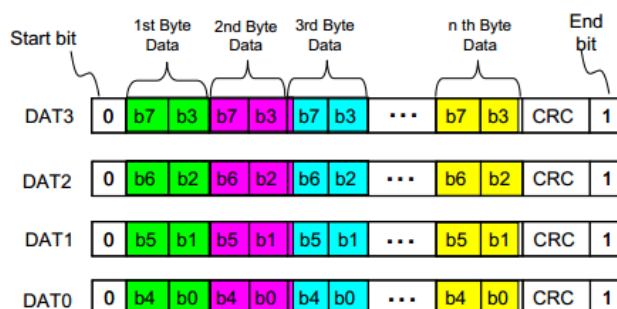 Start bit
1st Byte Data
2nd Byte Data
3rd Byte Data
n th Byte Data
End bit
DAT3 0 b7 b3 b7 b3 b7 b3 ... b7 b3 CRC 1
DAT2 0 b6 b2 b6 b2 b6 b2 ... b6 b2 CRC 1
DAT1 0 b5 b1 b5 b1 b5 b1 ... b5 b1 CRC 1
DAT0 0 b4 b0 b4 b0 b4 b0 ... b4 b0 CRC 1